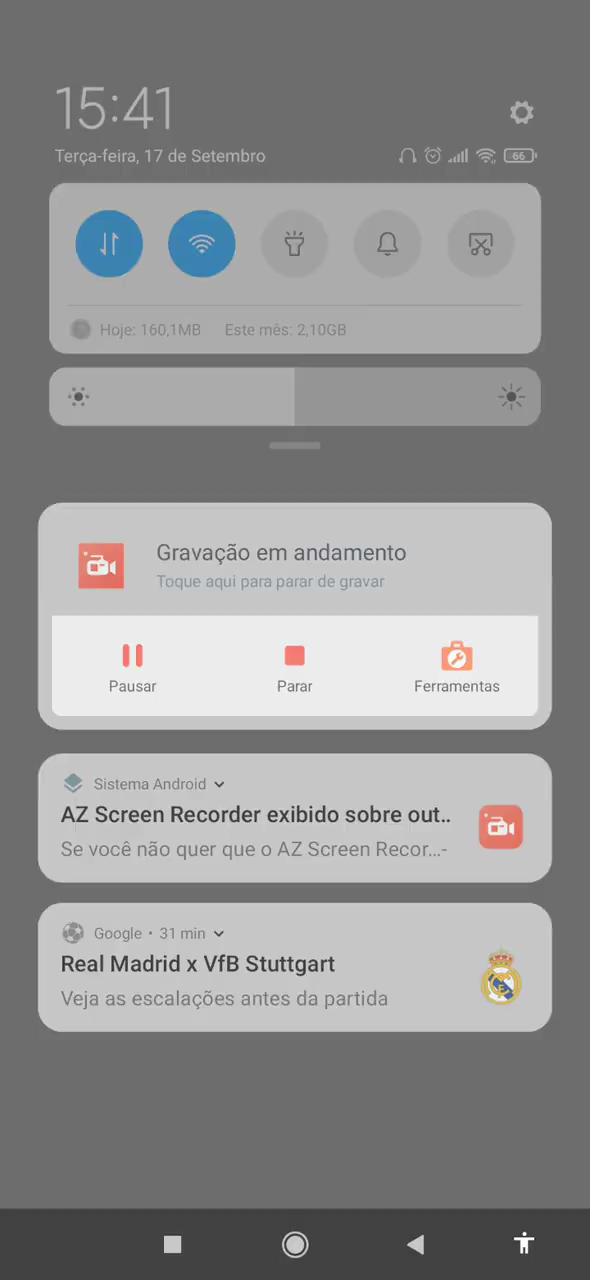 15:41
Terça-feira, 17 de Setembro
66
Hoje: 160,1MB Este mês: 2,10GB
Gravação em andamento
Toque aqui para parar de gravar
Pausar Parar Ferramentas
Sistema Android
AZ Screen Recorder exibido sobre out..
Se você não quer que o AZ Screen Recor...-
Google • 31 min
Real Madrid x VfB Stuttgart
Veja as escalações antes da partida